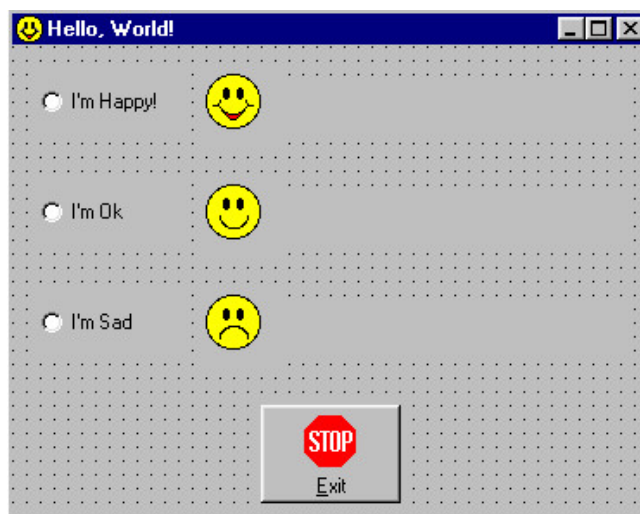 Hello, World!
I'm Happy!
I'm Ok
I'm Sad
STOP
Exit